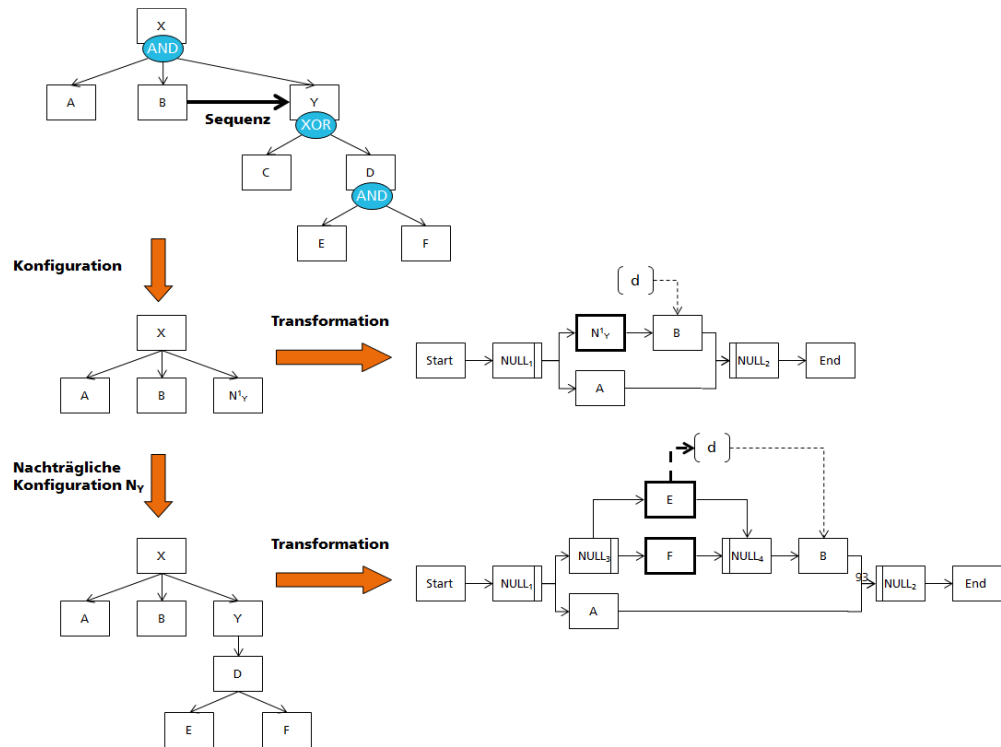 X
AND
A
B
Y
Sequenz
XOR
C
D
AND
E
F
Konfiguration
d
Transformation
X
N¹Y
B
Start
NULL₁
NULL₂
End
A
A
B
N¹Y
d
Nachträgliche
Konfiguration NY
E
Transformation
X
NULL₃
F
NULL₄
B
Start
NULL₁
93
NULL₂
End
A
A
B
Y
D
E
F